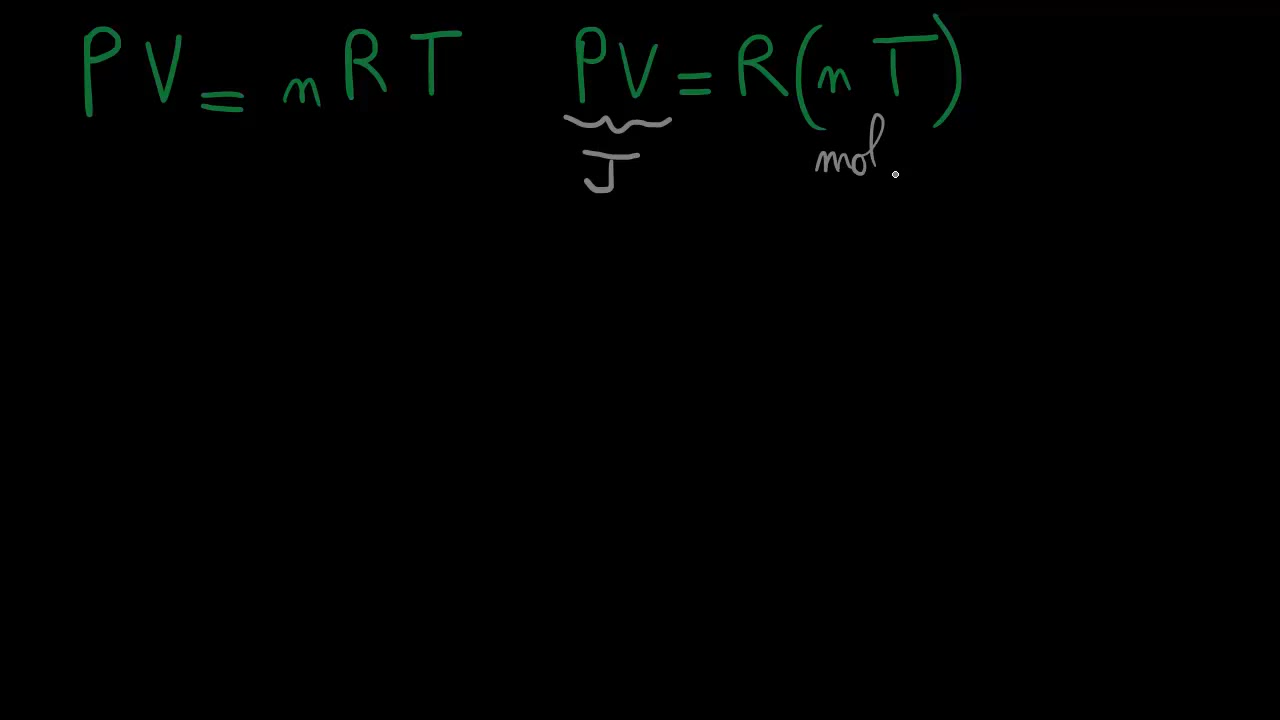 PV = nRT PV = R(nT)
J mol.